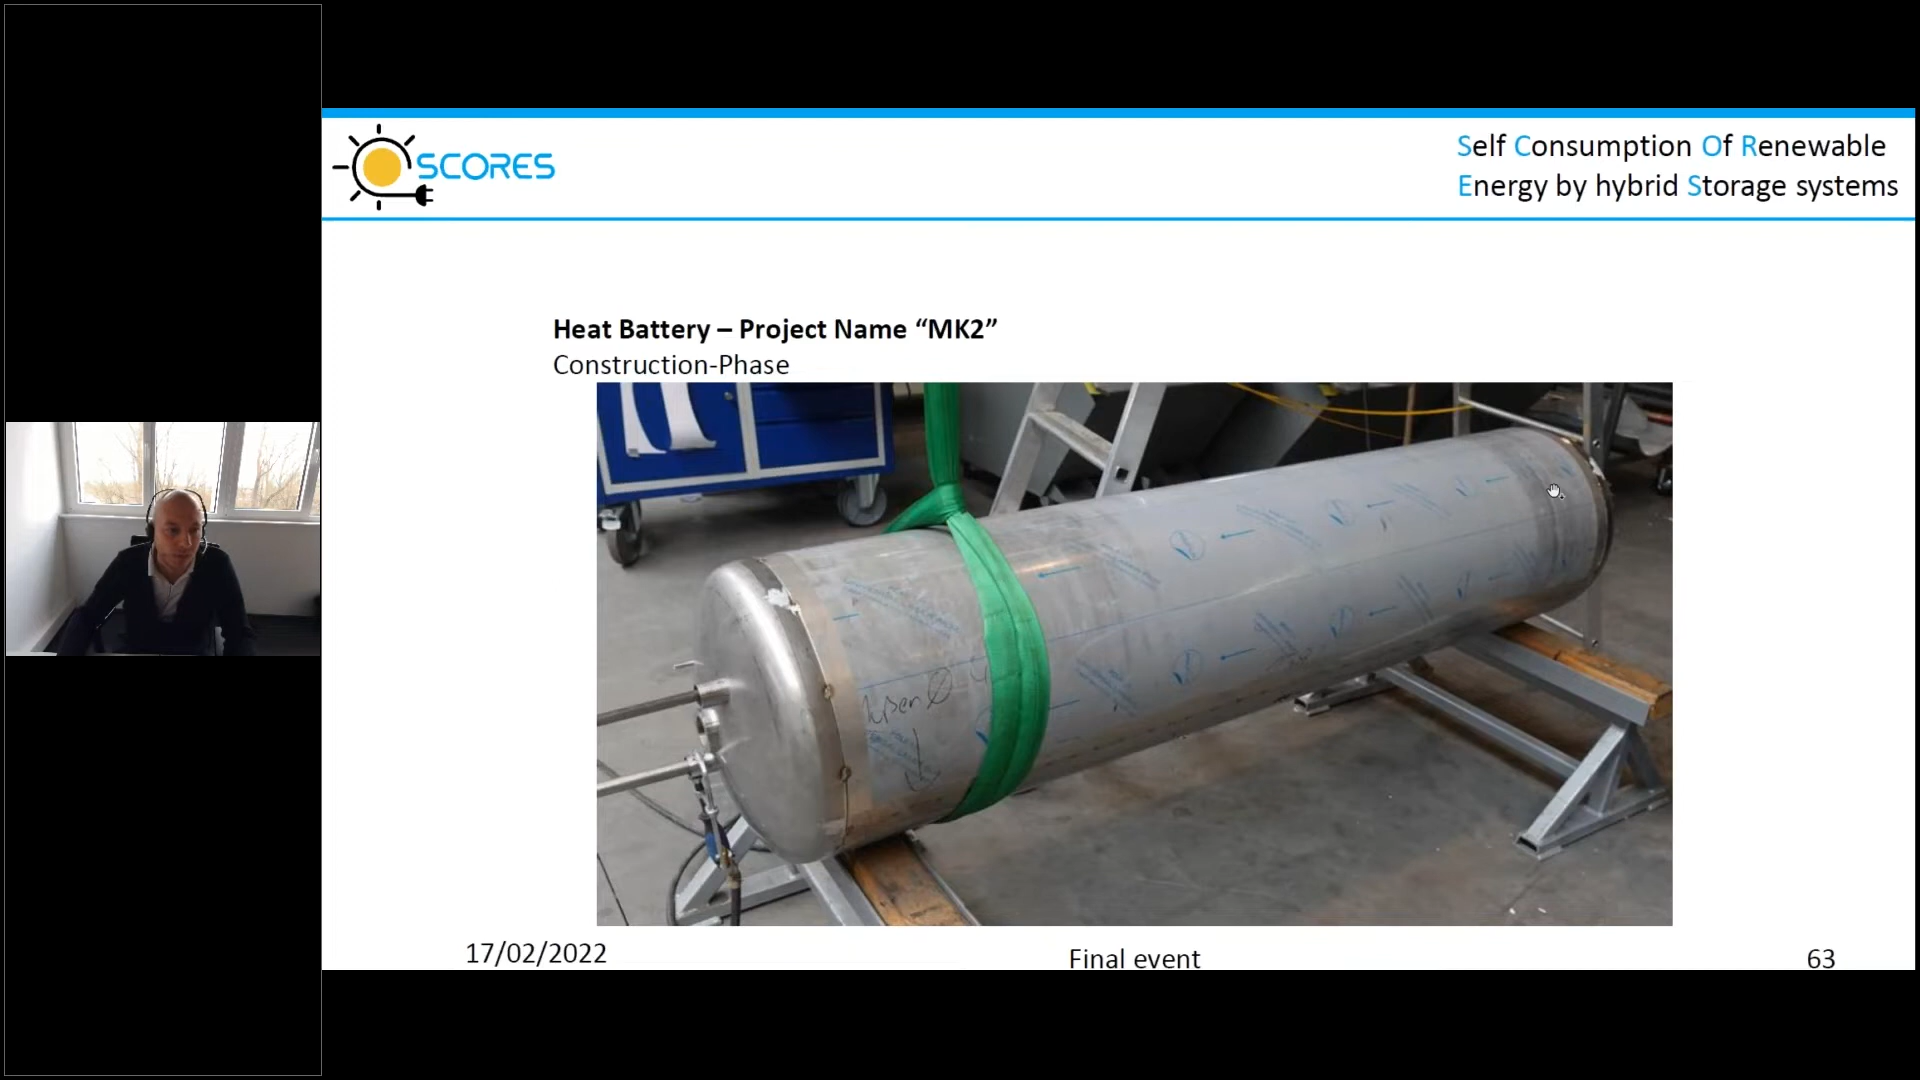 SCORES
Self Consumption Of Renewable
Energy by hybrid Storage systems
Heat Battery – Project Name “MK2”
Construction-Phase
17/02/2022
Final event
63